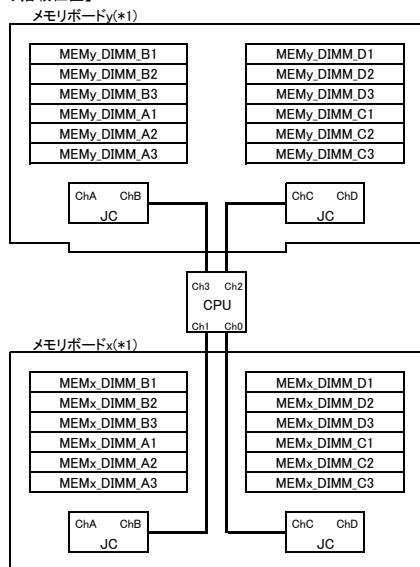 メモリボードy(*1)
MEMy_DIMM_B1
MEMy_DIMM_B2
MEMy_DIMM_B3
MEMy_DIMM_A1
MEMy_DIMM_A2
MEMy_DIMM_A3
MEMy_DIMM_D1
MEMy_DIMM_D2
MEMy_DIMM_D3
MEMy_DIMM_C1
MEMy_DIMM_C2
MEMy_DIMM_C3
ChA ChB
JC
ChC ChD
JC
Ch3 Ch2
CPU
Ch1 Ch0
メモリボードx(*1)
MEMx_DIMM_B1
MEMx_DIMM_B2
MEMx_DIMM_B3
MEMx_DIMM_A1
MEMx_DIMM_A2
MEMx_DIMM_A3
MEMx_DIMM_D1
MEMx_DIMM_D2
MEMx_DIMM_D3
MEMx_DIMM_C1
MEMx_DIMM_C2
MEMx_DIMM_C3
ChA ChB
JC
ChC ChD
JC